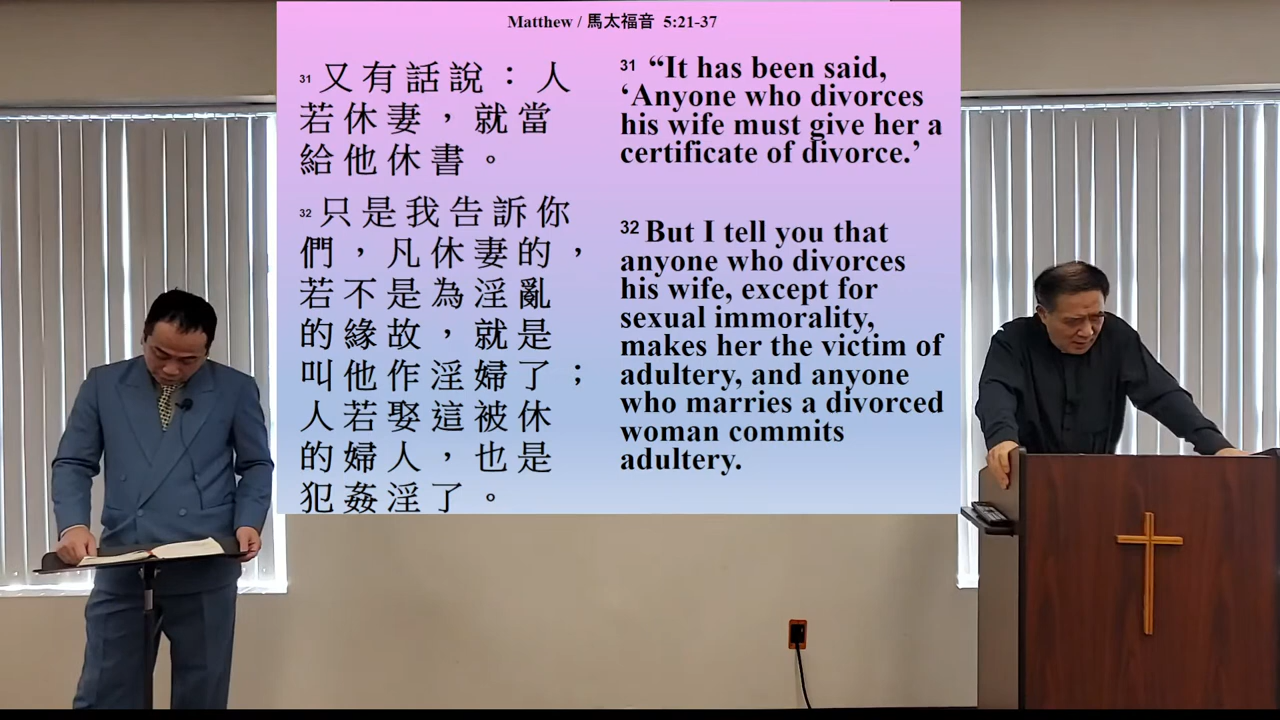 Matthew / 馬太福音 5:21-37
31 又有話說：人
若休妻，就當
給他休書。
32 只是我告訴你
們，凡休妻的，
若不是為淫亂
的緣故，就是
叫他作淫婦了；
人若娶這被休
的婦人，也是
犯姦淫了。
31 “It has been said,
‘Anyone who divorces
his wife must give her a
certificate of divorce.’
32 But I tell you that
anyone who divorces
his wife, except for
sexual immorality,
makes her the victim of
adultery, and anyone
who marries a divorced
woman commits
adultery.